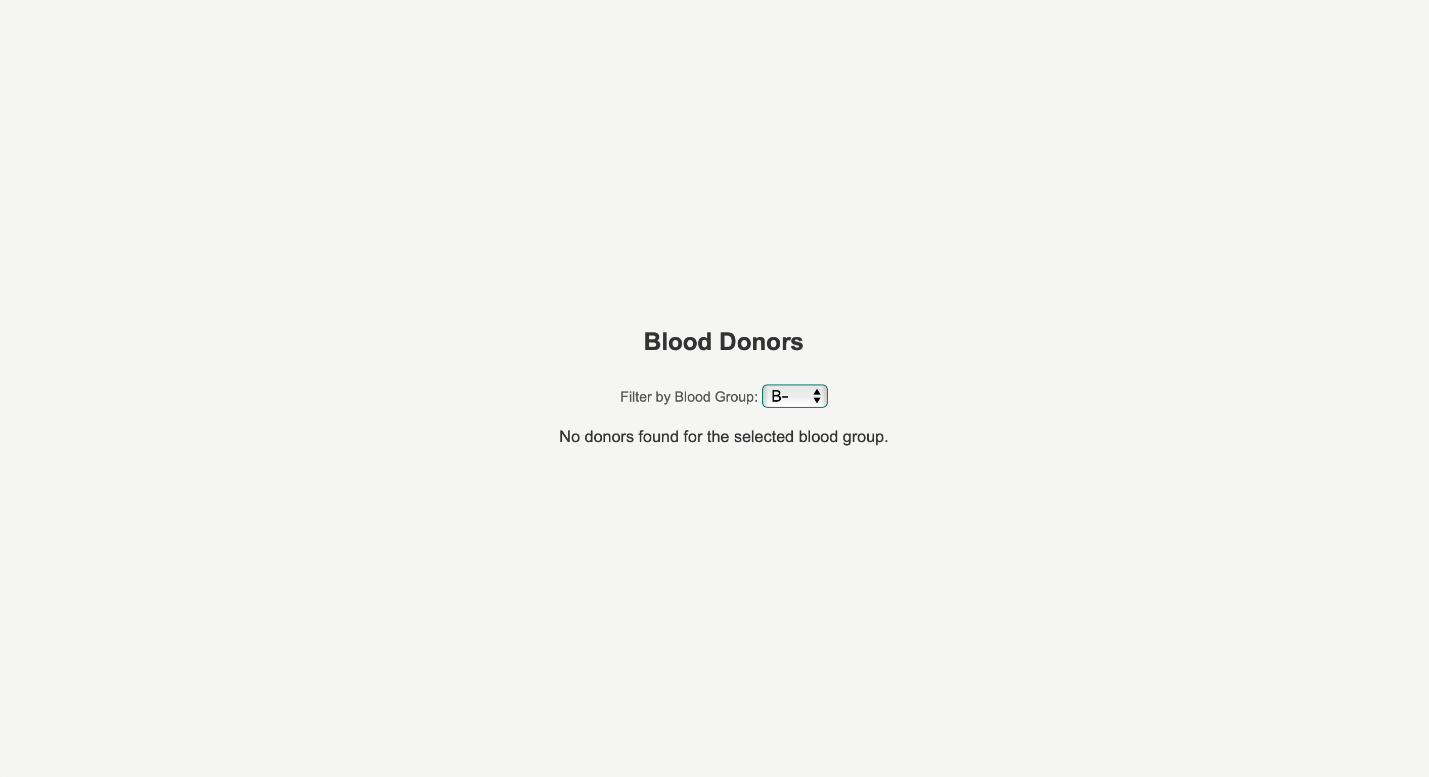 Blood Donors
Filter by Blood Group: B-
No donors found for the selected blood group.